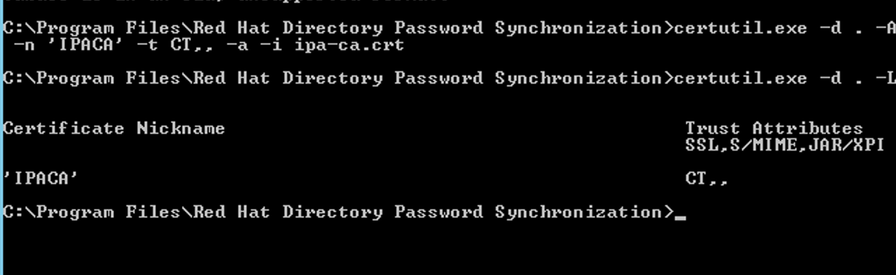 C:\Program Files\Red Hat Directory Password Synchronization>certutil.exe -d . -A
-n 'IPACA' -t CT,, -a -i ipa-ca.crt
C:\Program Files\Red Hat Directory Password Synchronization>certutil.exe -d . -L
Certificate Nickname Trust Attributes
SSL,S/MIME,JAR/XPI
'IPACA' CT,,
C:\Program Files\Red Hat Directory Password Synchronization>_